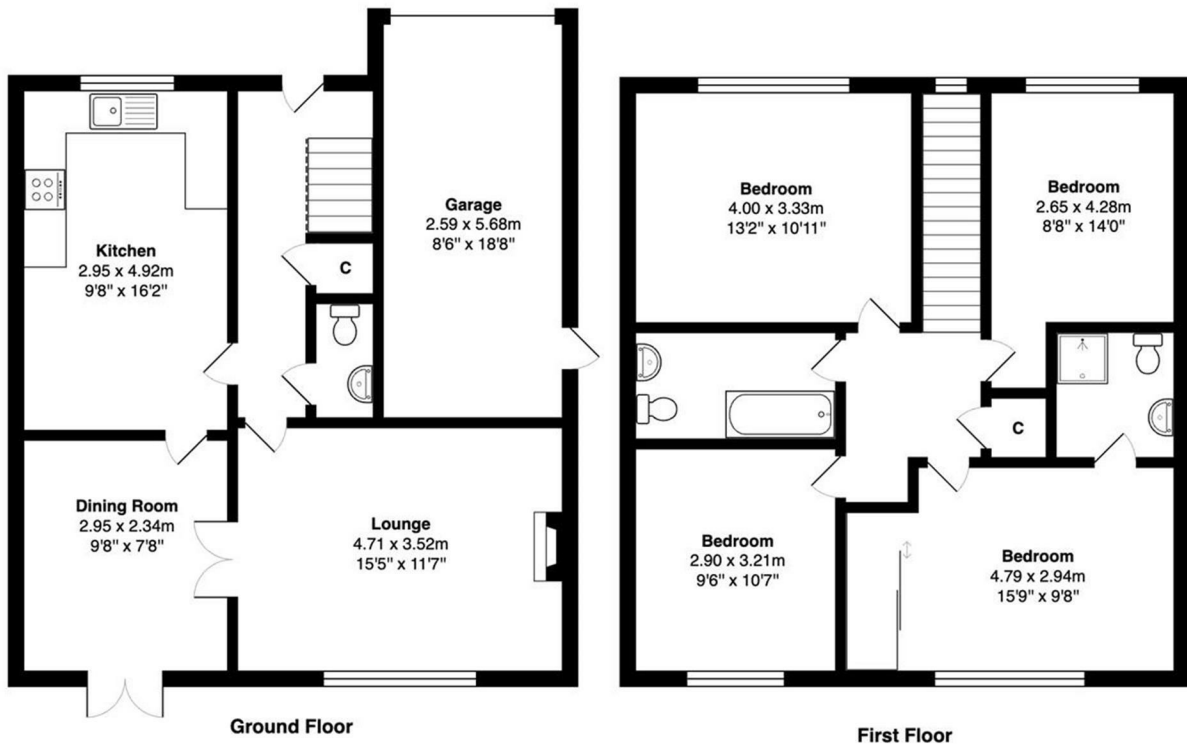 Kitchen
2.95 x 4.92m
9'8" x 16'2"
Garage
2.59 x 5.68m
8'6" x 18'8"
C
Dining Room
2.95 x 2.34m
9'8" x 7'8"
Lounge
4.71 x 3.52m
15'5" x 11'7"
Ground Floor
Bedroom
4.00 x 3.33m
13'2" x 10'11"
Bedroom
2.65 x 4.28m
8'8" x 14'0"
C
Bedroom
2.90 x 3.21m
9'6" x 10'7"
Bedroom
4.79 x 2.94m
15'9" x 9'8"
First Floor